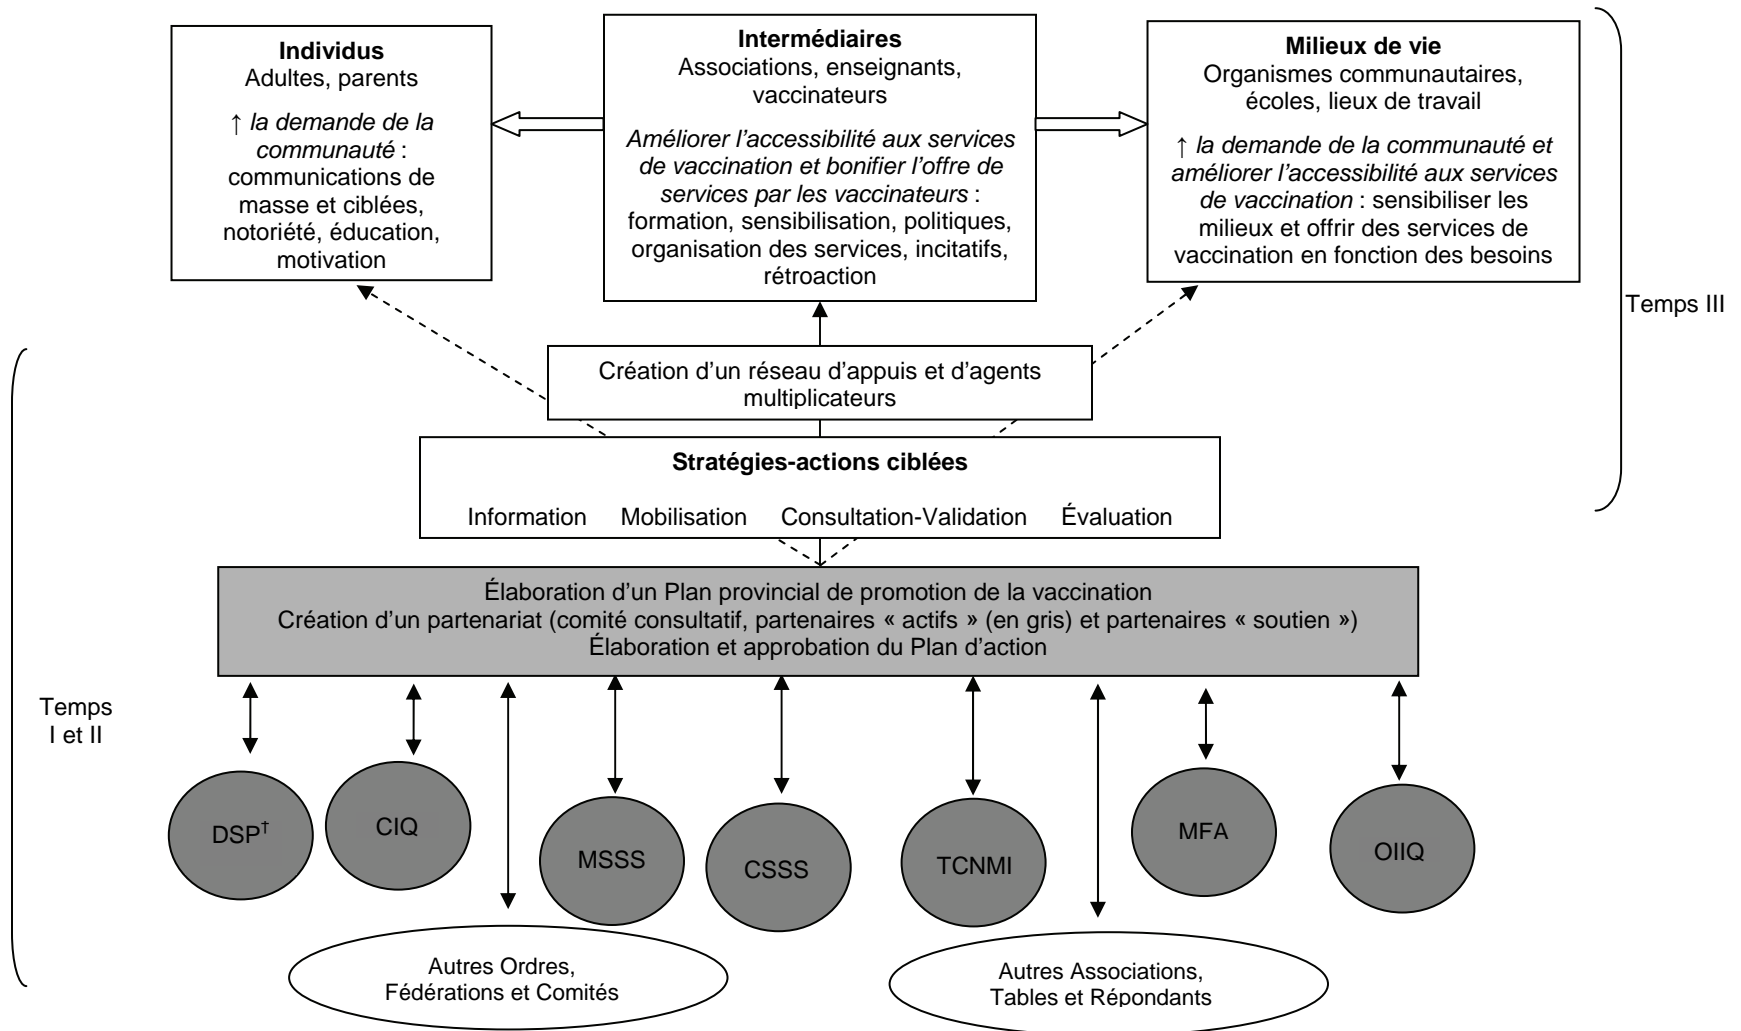 Individus
Adultes, parents
↑ la demande de la
communauté :
communications de
masse et ciblées,
notoriété, éducation,
motivation
Intermédiaires
Associations, enseignants,
vaccinateurs
Améliorer l’accessibilité aux services
de vaccination et bonifier l’offre de
services par les vaccinateurs :
formation, sensibilisation, politiques,
organisation des services, incitatifs,
rétroaction
Milieux de vie
Organismes communautaires,
écoles, lieux de travail
↑ la demande de la communauté et
améliorer l’accessibilité aux services
de vaccination : sensibiliser les
milieux et offrir des services de
vaccination en fonction des besoins
Temps III
Création d’un réseau d’appuis et d’agents
multiplicateurs
Stratégies-actions ciblées
Information Mobilisation Consultation-Validation Évaluation
Élaboration d’un Plan provincial de promotion de la vaccination
Création d’un partenariat (comité consultatif, partenaires « actifs » (en gris) et partenaires « soutien »)
Élaboration et approbation du Plan d’action
Temps
I et II
DSP†
CIQ
MSSS
CSSS
TCNMI
MFA
OIIQ
Autres Ordres,
Fédérations et Comités
Autres Associations,
Tables et Répondants